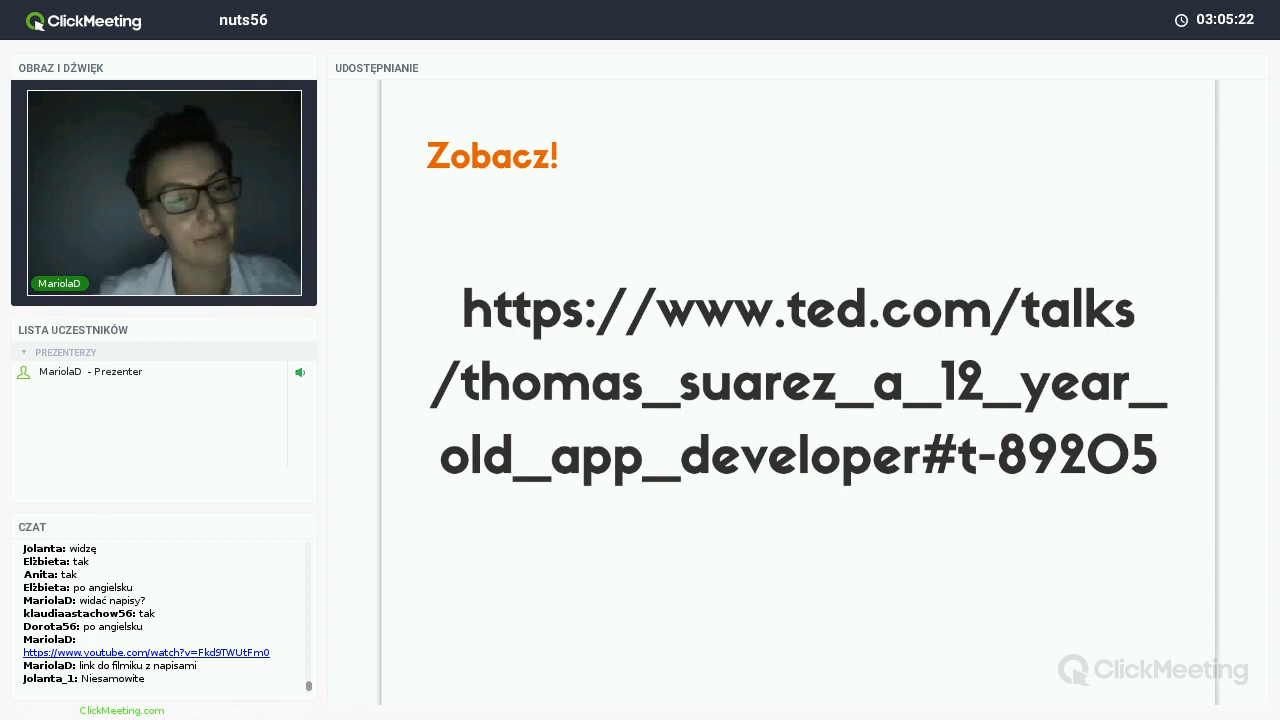 ClickMeeting
nuts56
03:05:22
OBRAZ I DŹWIĘK
MariolaD
LISTA UCZESTNIKÓW
PREZENTERZY
MariolaD - Prezenter
CZAT
Jolanta: widzę
Elżbieta: tak
Anita: tak
Elżbieta: po angielsku
MariolaD: widać napisy?
klaudiaastachow56: tak
Dorota56: po angielsku
MariolaD:
https://www.youtube.com/watch?v=Fkd9TWUtFm0
MariolaD: link do filmiku z napisami
Jolanta_1: Niesamowite
ClickMeeting.com
UDOSTĘPNIANIE
Zobacz!
https://www.ted.com/talks
/thomas_suarez_a_12_year_
old_app_developer#t-89205
ClickMeeting